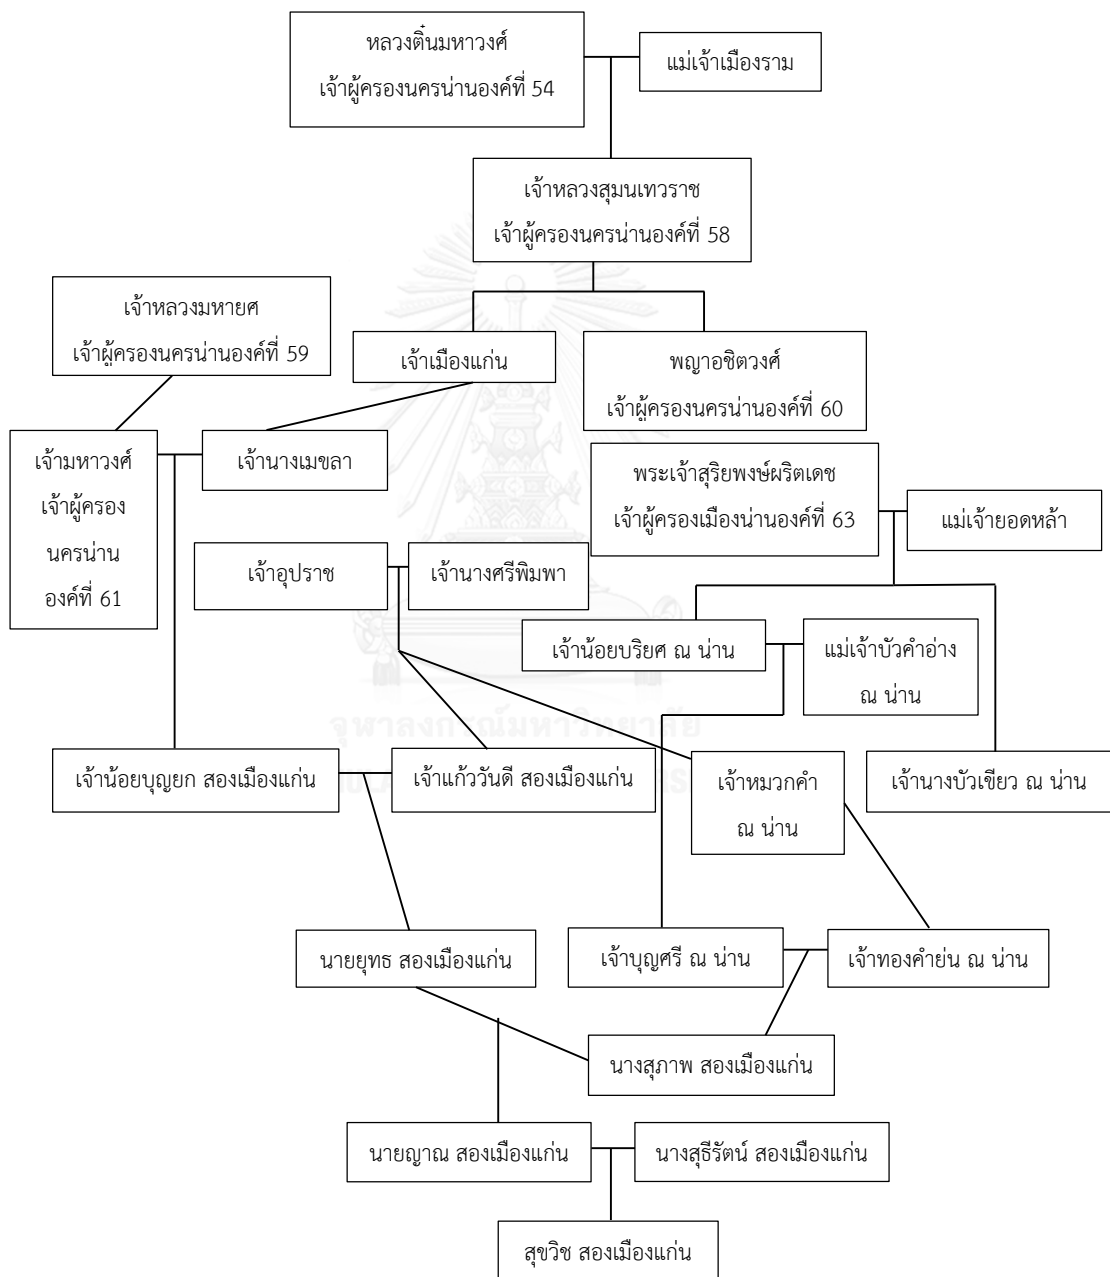 หลวงติ๋นมหาวงศ์
เจ้าผู้ครองนครน่านองค์ที่ 54
แม่เจ้าเมืองราม
เจ้าหลวงสุมนเทวราช
เจ้าผู้ครองนครน่านองค์ที่ 58
เจ้าหลวงมหายศ
เจ้าผู้ครองนครน่านองค์ที่ 59
เจ้าเมืองแก่น
พญาอชิตวงศ์
เจ้าผู้ครองนครน่านองค์ที่ 60
เจ้ามหาวงศ์
เจ้าผู้ครอง
นครน่าน
องค์ที่ 61
เจ้านางเมขลา
พระเจ้าสุริยพงษ์ผริตเดช
เจ้าผู้ครองเมืองน่านองค์ที่ 63
แม่เจ้ายอดหล้า
เจ้าอุปราช
เจ้านางศรีพิมพา
เจ้าน้อยบริยศ ณ น่าน
แม่เจ้าบัวคำอ่าง
ณ น่าน
จุฬาลงกรณ์มหาวิทยาลัย
เจ้าน้อยบุญยก สองเมืองแก่น
เจ้าแก้ววันดี สองเมืองแก่น
เจ้าหมวกคำ
ณ น่าน
เจ้านางบัวเขียว ณ น่าน
นายยุทธ สองเมืองแก่น
เจ้าบุญศรี ณ น่าน
เจ้าทองคำย่น ณ น่าน
นางสุภาพ สองเมืองแก่น
นายญาณ สองเมืองแก่น
นางสุธีรัตน์ สองเมืองแก่น
สุขวิช สองเมืองแก่น